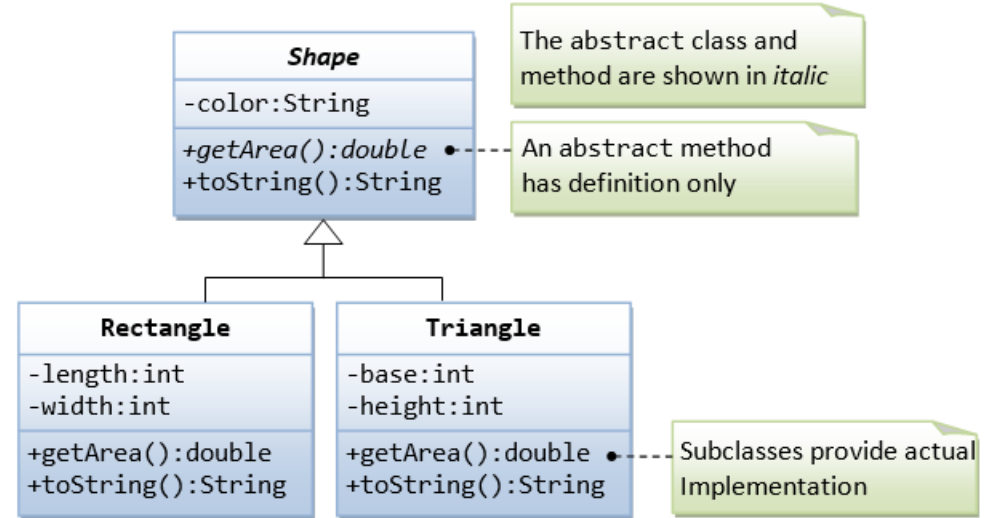 Shape
-color:String
+getArea():double
+toString():String
The abstract class and
method are shown in italic
An abstract method
has definition only
Rectangle
-length:int
-width:int
+getArea():double
+toString():String
Triangle
-base:int
-height:int
+getArea():double
+toString():String
Subclasses provide actual
Implementation